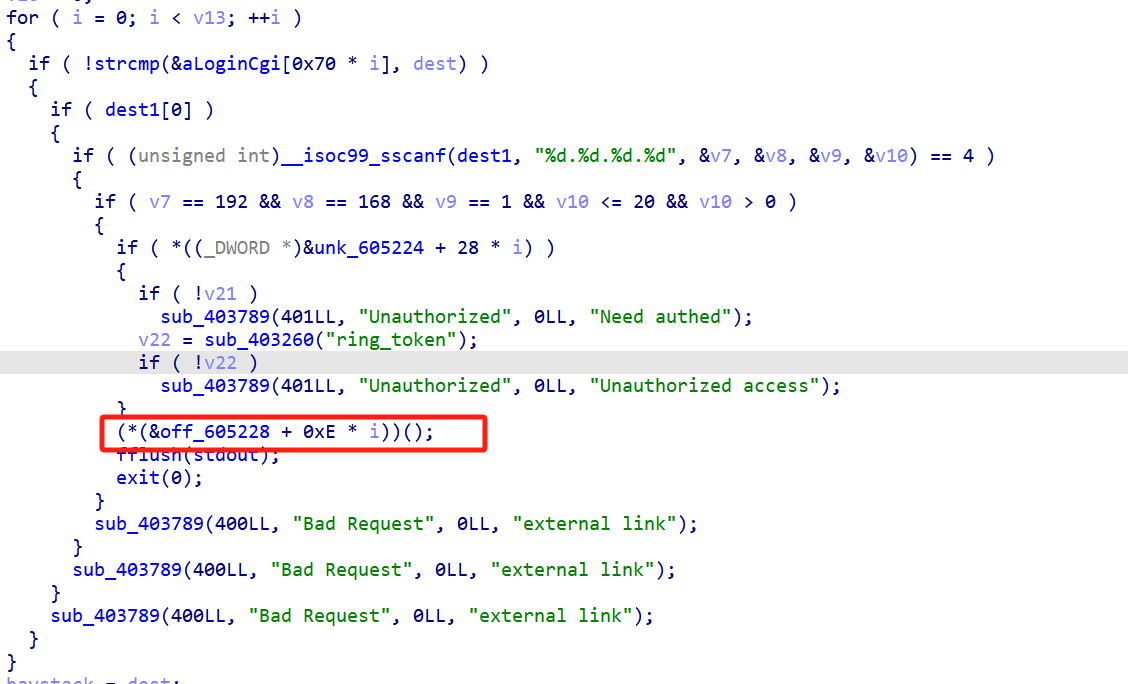 for ( i = 0; i < v13; ++i )
{
if ( !strcmp(&aLoginCgi[0x70 * i], dest) )
{
if ( dest1[0] )
{
if ( (unsigned int)__isoc99_sscanf(dest1, "%d.%d.%d.%d", &v7, &v8, &v9, &v10) == 4 )
{
if ( v7 == 192 && v8 == 168 && v9 == 1 && v10 <= 20 && v10 > 0 )
{
if ( *((_DWORD *)&unk_605224 + 28 * i) )
{
if ( !v21 )
sub_403789(401LL, "Unauthorized", 0LL, "Need authed");
v22 = sub_403260("ring_token");
if ( !v22 )
sub_403789(401LL, "Unauthorized", 0LL, "Unauthorized access");
}
(*(&off_605228 + 0xE * i))();
fflush(stdout);
exit(0);
}
sub_403789(400LL, "Bad Request", 0LL, "external link");
}
sub_403789(400LL, "Bad Request", 0LL, "external link");
}
sub_403789(400LL, "Bad Request", 0LL, "external link");
}
}
haystack = dest;